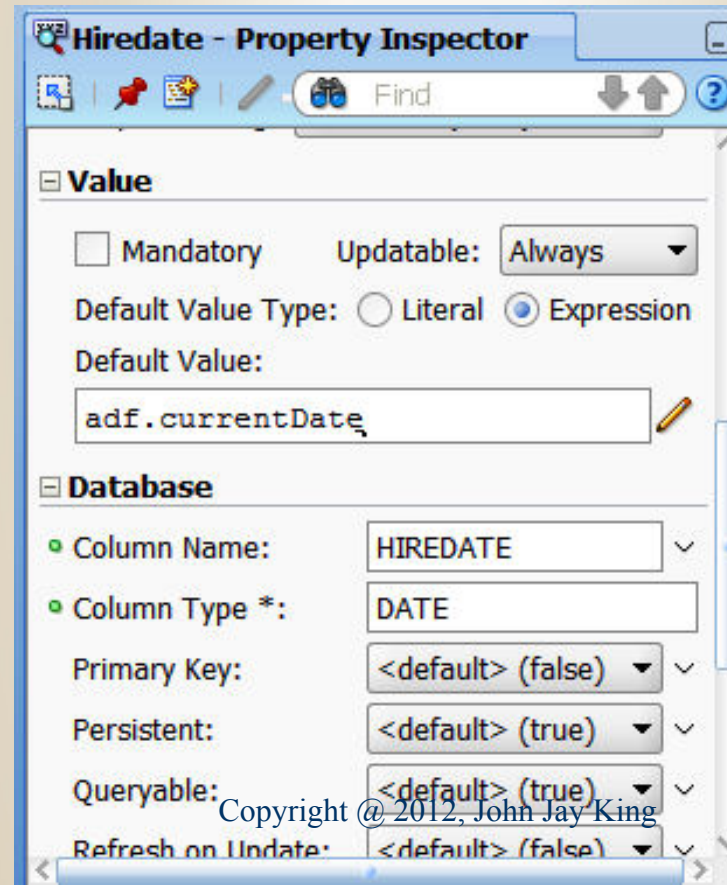 Hiredate - Property Inspector
Find
Value
Mandatory Updatable: Always
Default Value Type: Literal Expression
Default Value:
adf.currentDate
Database
Column Name: HIREDATE
Column Type *: DATE
Primary Key: <default> (false)
Persistent: <default> (true)
Queryable: <default> (true)
Copyright @ 2012, John Jay King
Refresh on Update: <default> (false)